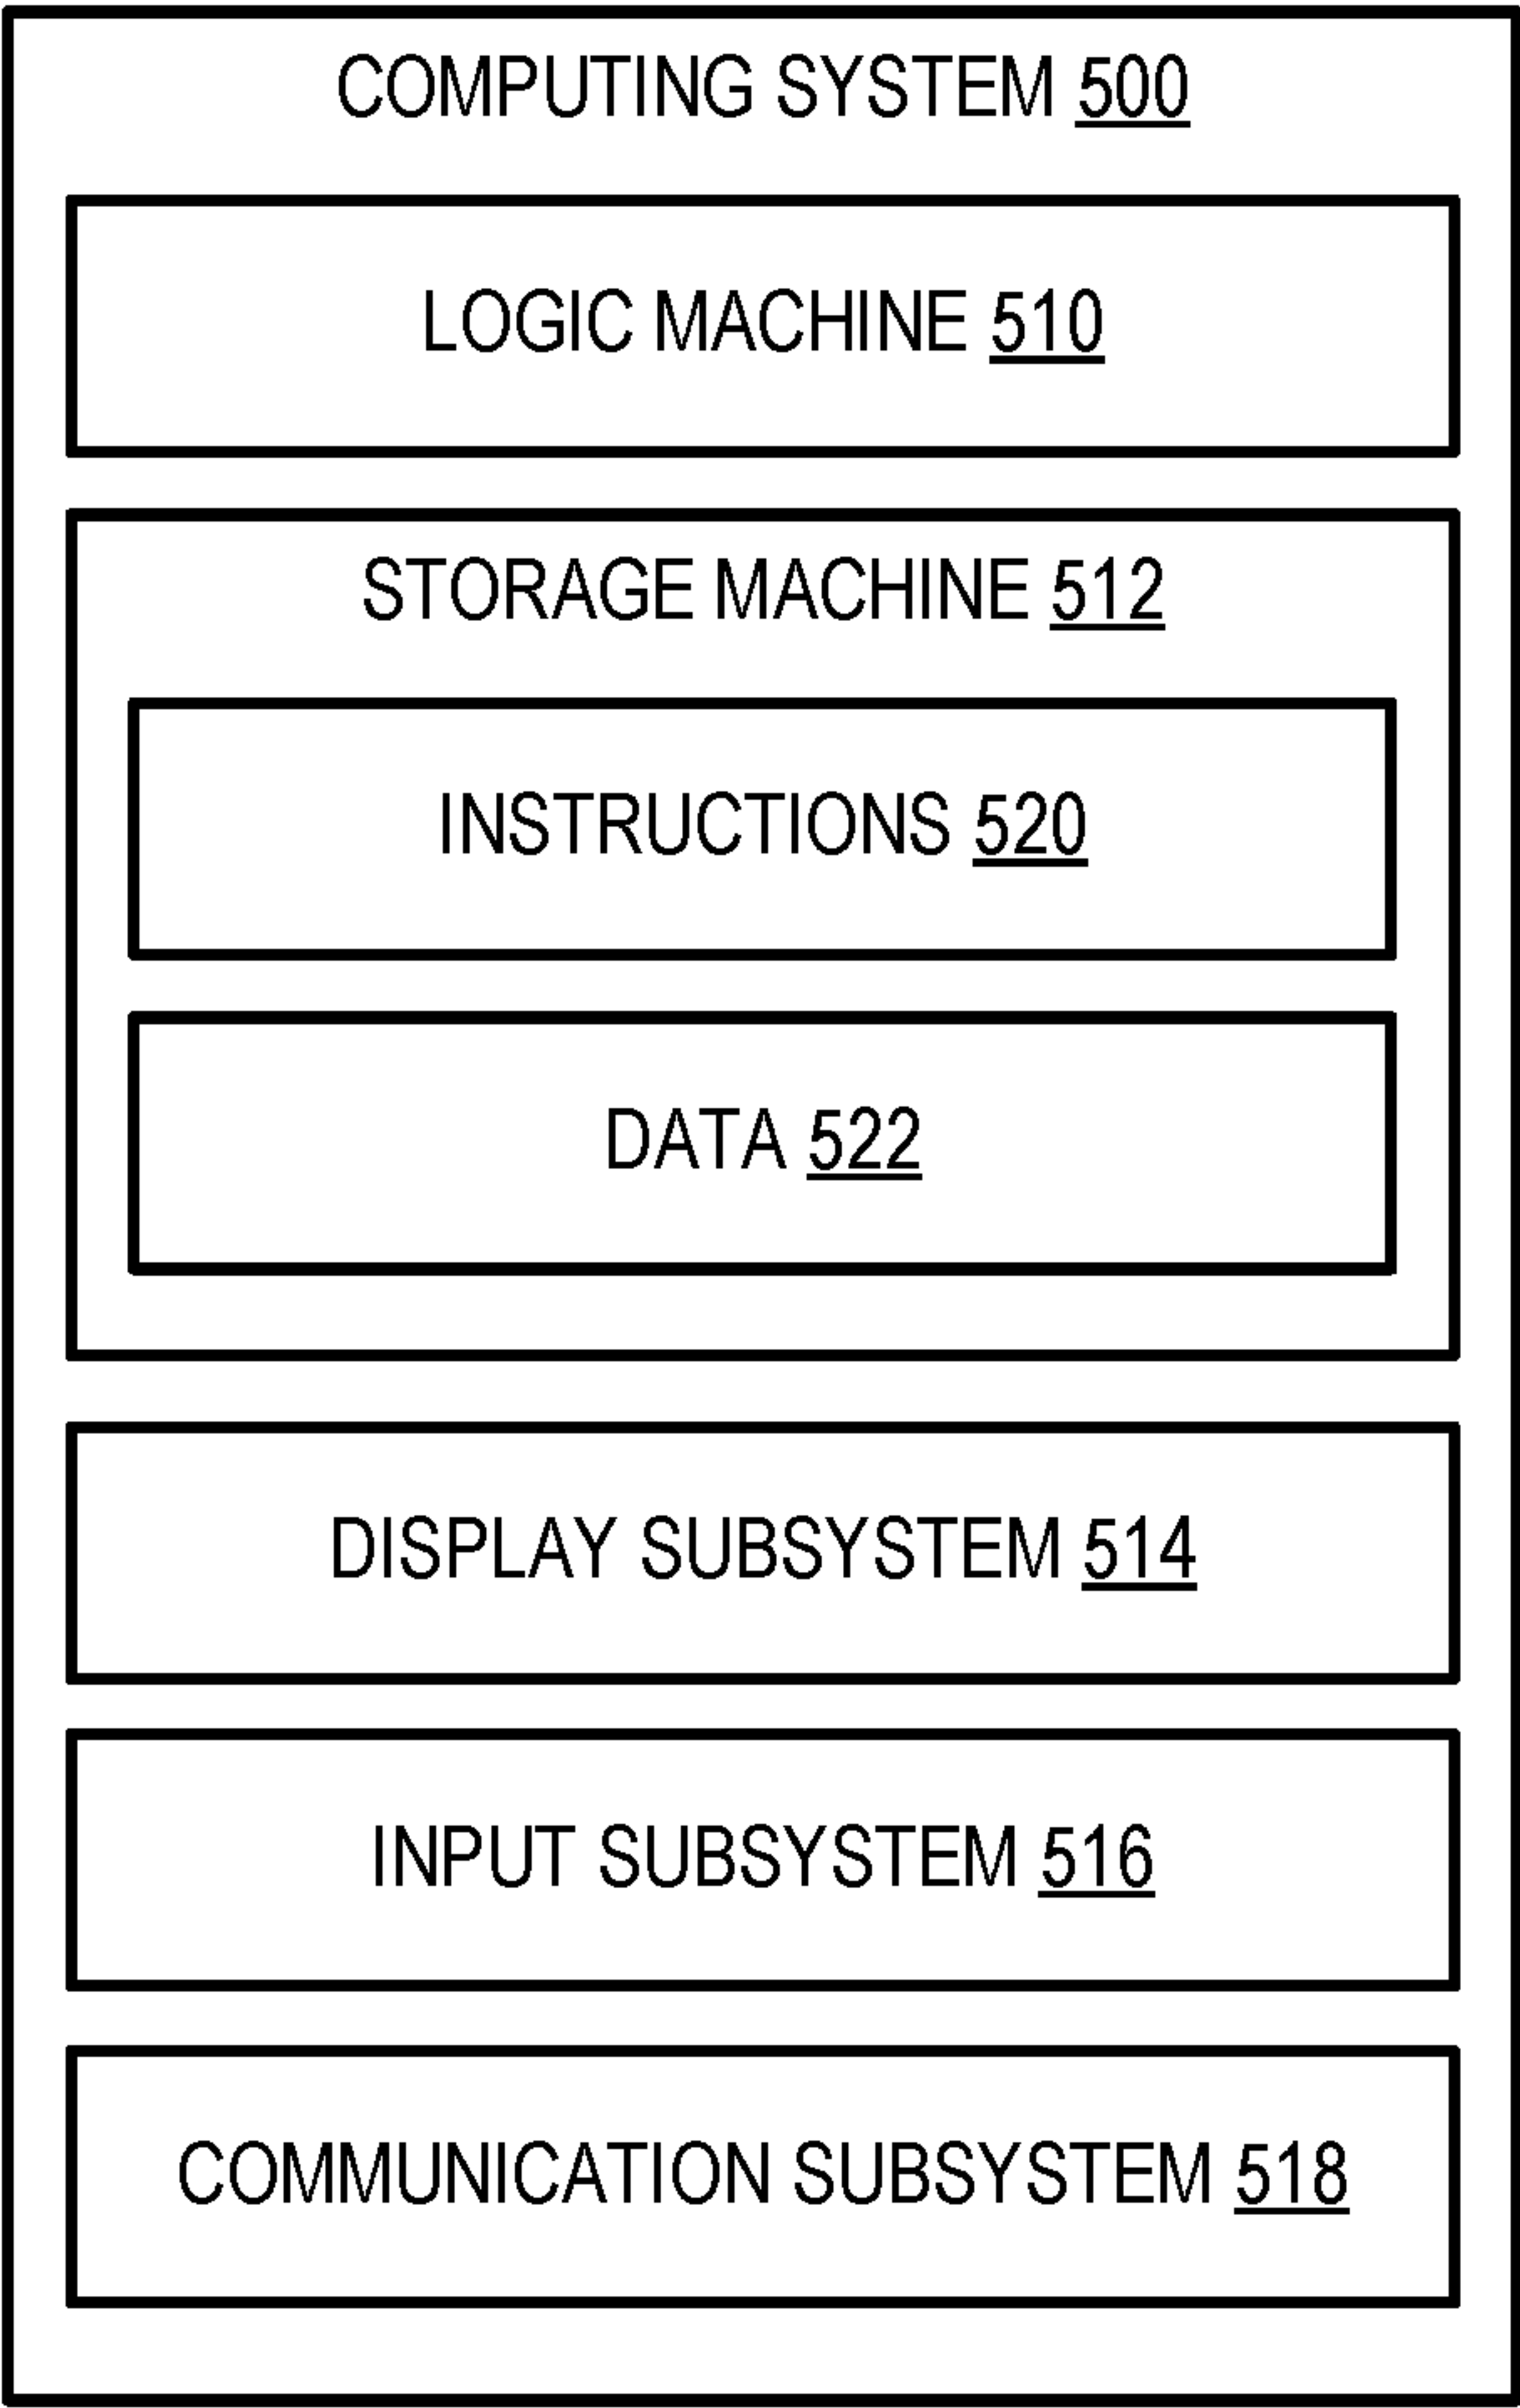 COMPUTING SYSTEM 500
LOGIC MACHINE 510
STORAGE MACHINE 512
INSTRUCTIONS 520
DATA 522
DISPLAY SUBSYSTEM 514
INPUT SUBSYSTEM 516
COMMUNICATION SUBSYSTEM 518